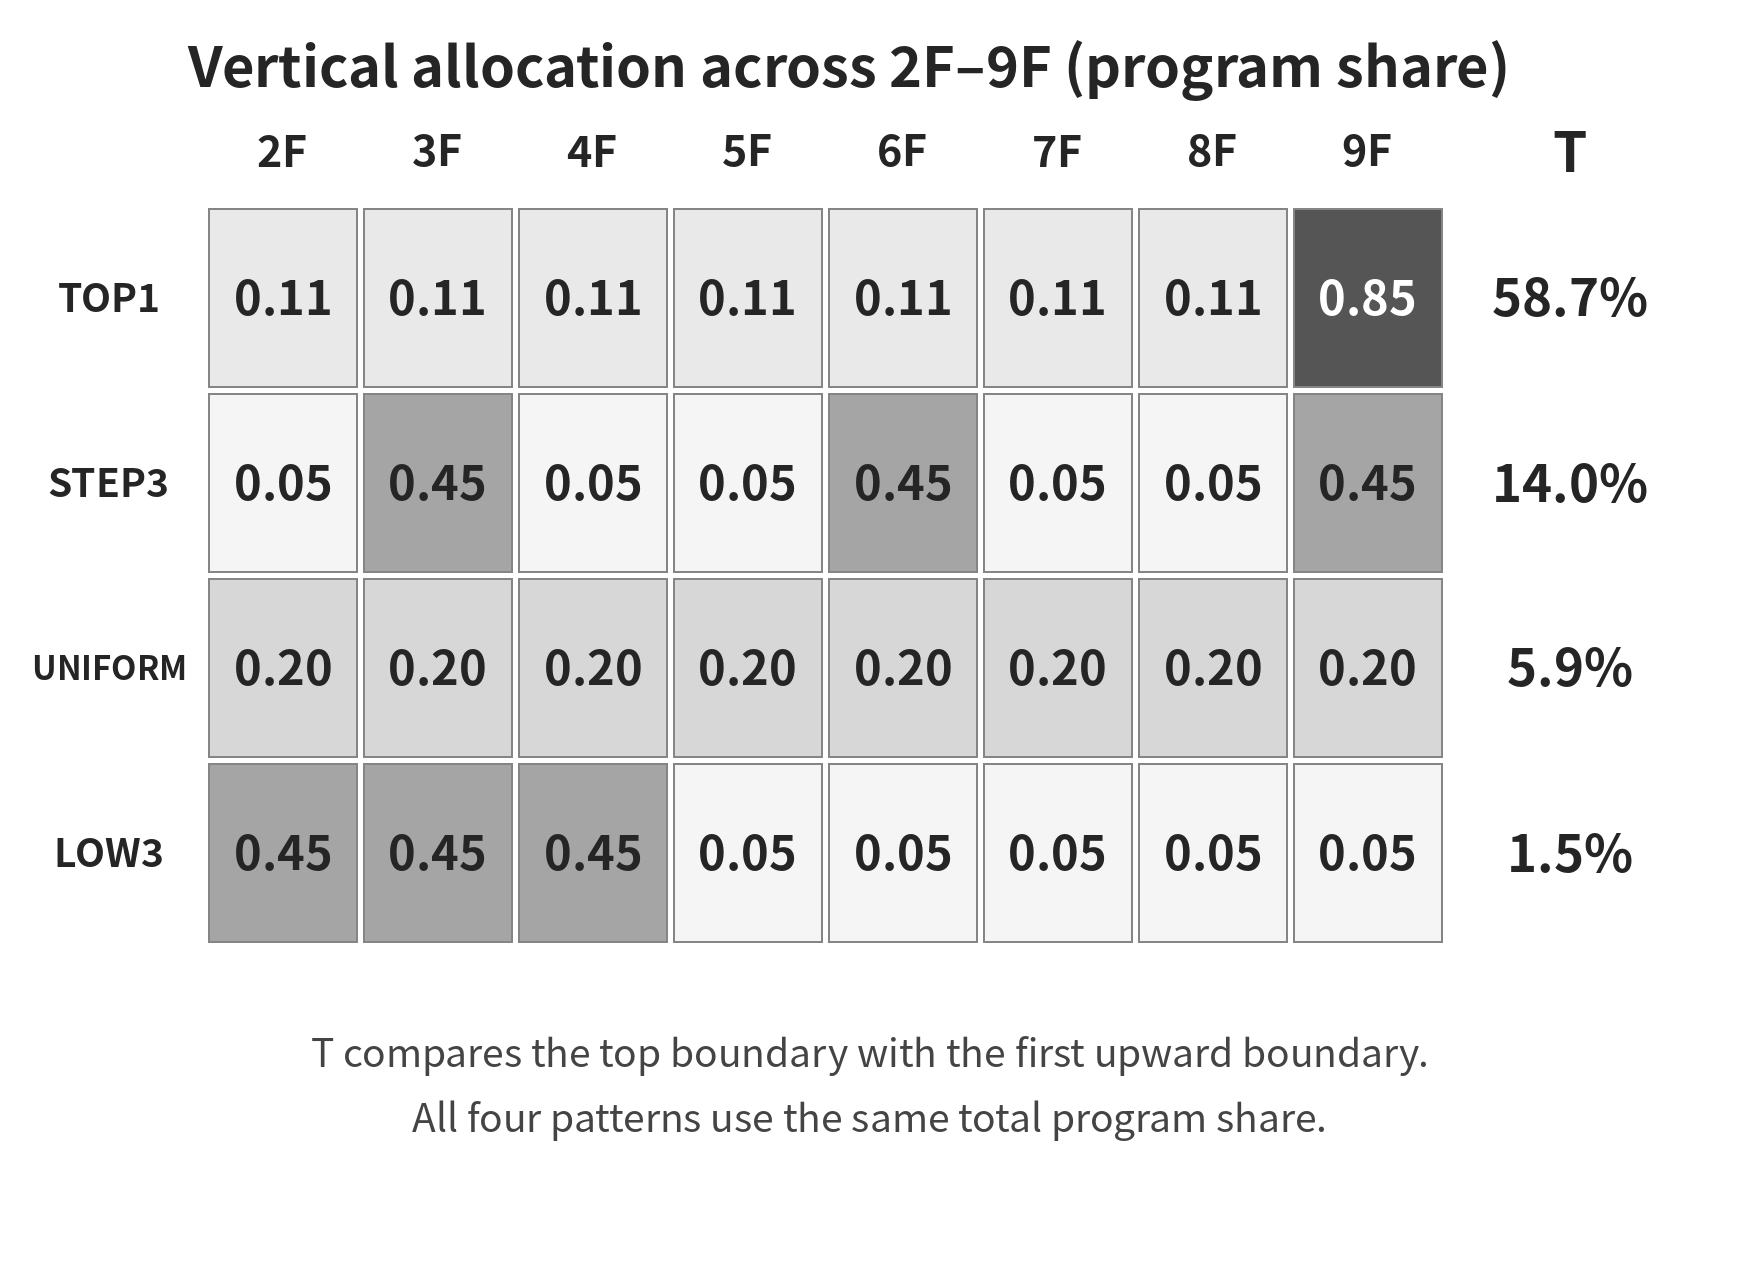 Vertical allocation across 2F–9F (program share)
2F 3F 4F 5F 6F 7F 8F 9F T
TOP1 0.11 0.11 0.11 0.11 0.11 0.11 0.11 0.85 58.7%
STEP3 0.05 0.45 0.05 0.05 0.45 0.05 0.05 0.45 14.0%
UNIFORM 0.20 0.20 0.20 0.20 0.20 0.20 0.20 0.20 5.9%
LOW3 0.45 0.45 0.45 0.05 0.05 0.05 0.05 0.05 1.5%
T compares the top boundary with the first upward boundary.
All four patterns use the same total program share.